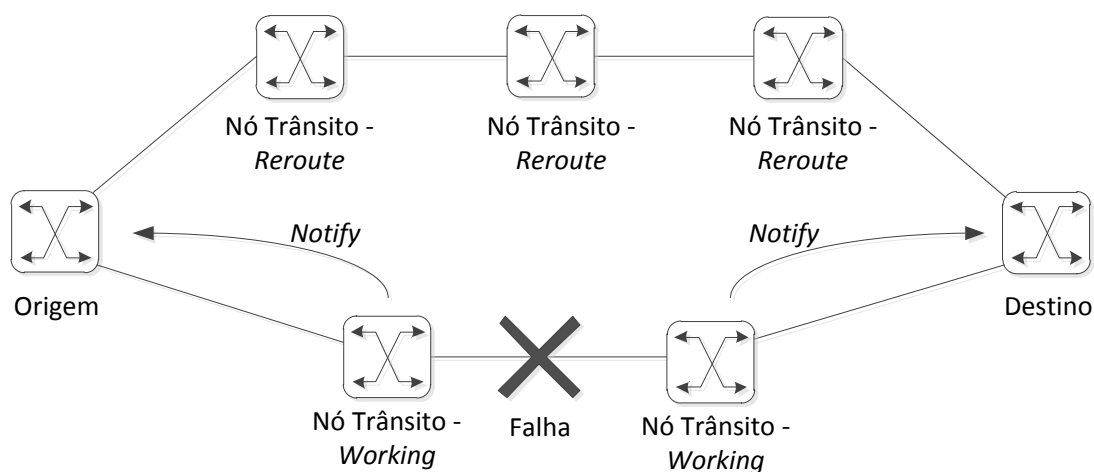 Nó Trânsito -
Reroute
Nó Trânsito -
Reroute
Nó Trânsito -
Reroute
Notify
Notify
Origem
Destino
Nó Trânsito -
Working
Falha
Nó Trânsito -
Working